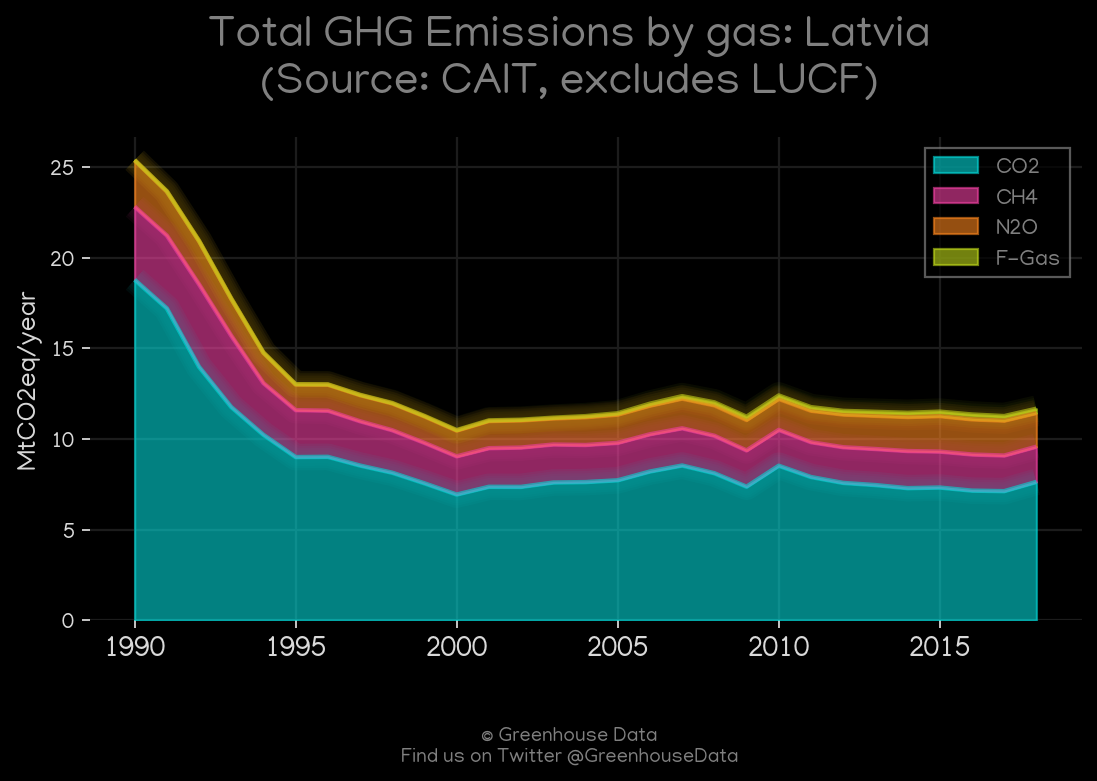 Total GHG Emissions by gas: Latvia
(Source: CAIT, excludes LUCF)
CO2
CH4
N2O
F-Gas
MtCO2eq/year
25
20
15
10
5
0
1990 1995 2000 2005 2010 2015
© Greenhouse Data
Find us on Twitter @GreenhouseData